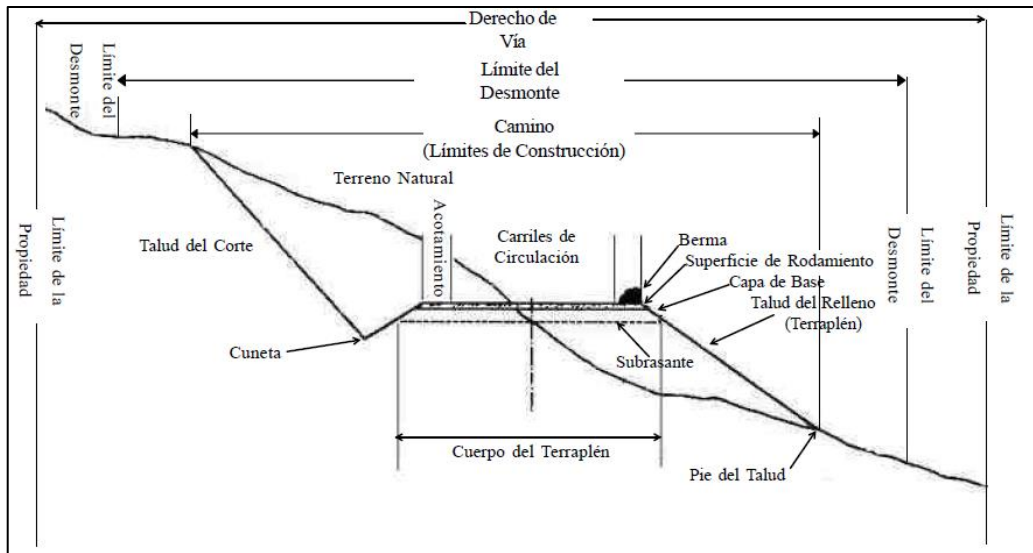 Derecho de
Vía
Límite del
Desmonte
Límite del
Desmonte
Camino
(Límites de Construcción)
Terreno Natural
Acotamiento
Carriles de
Circulación
Berma
Superficie de Rodamiento
Capa de Base
Talud del Relleno
(Terraplén)
Talud del Corte
Límite de la
Propiedad
Límite del
Desmonte
Límite de la
Propiedad
Cuneta
Subrasante
Cuerpo del Terraplén
Pie del Talud